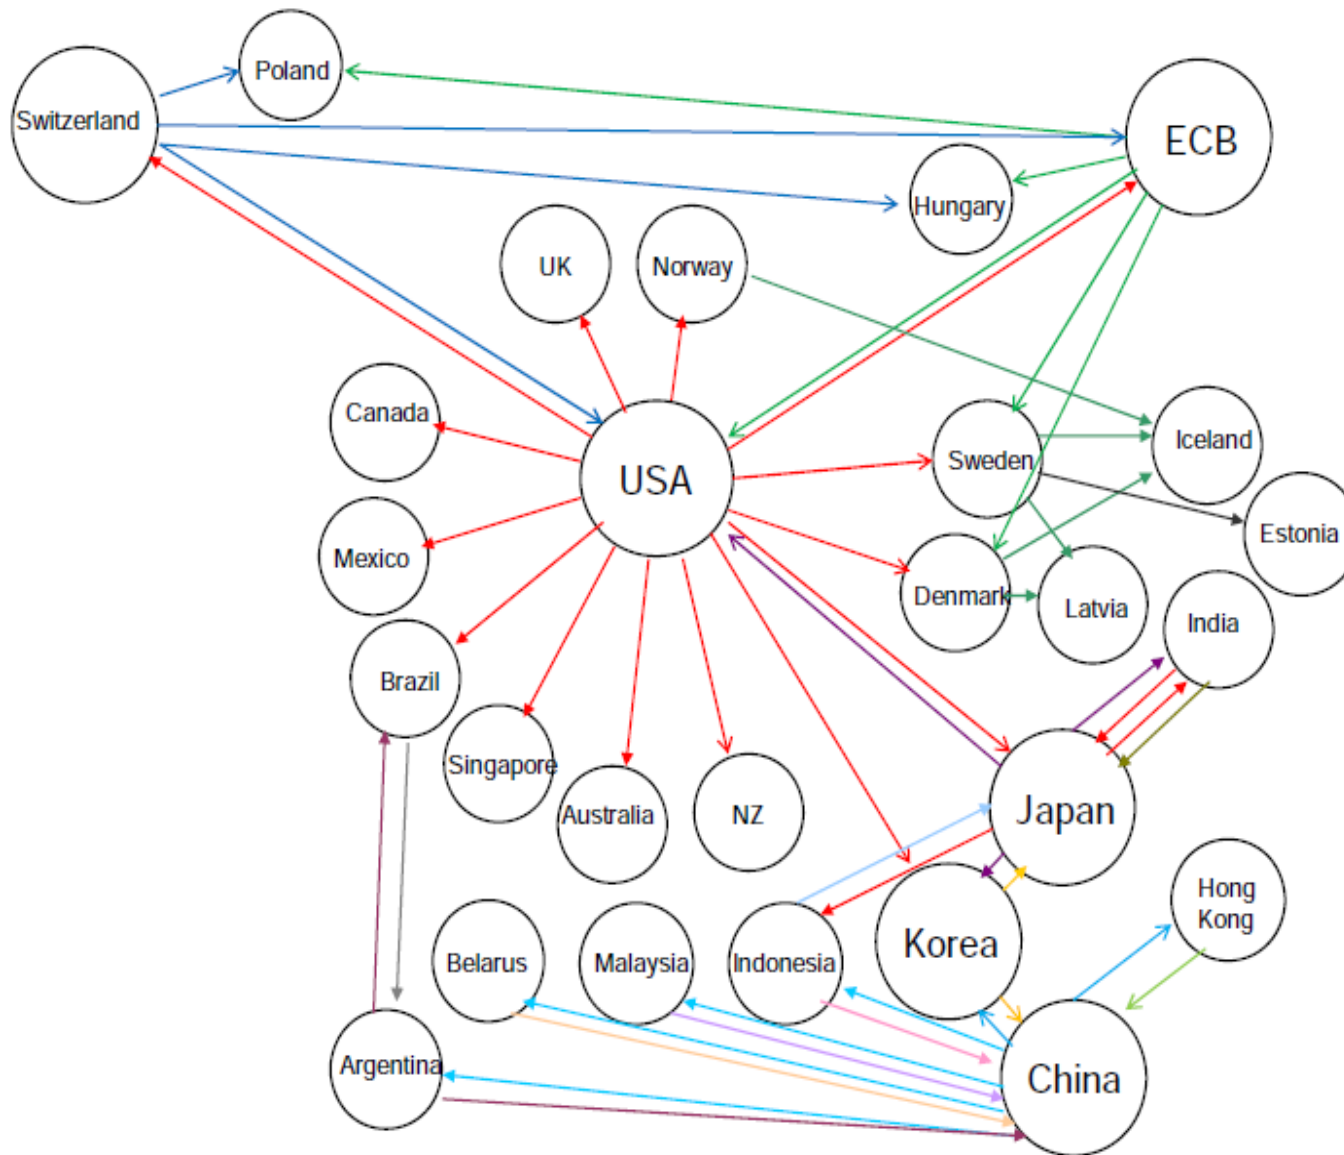 Poland
Switzerland
ECB
Hungary
UK
Norway
Canada
Iceland
Sweden
USA
Estonia
Mexico
Denmark
Latvia
India
Brazil
Singapore
Australia
NZ
Japan
Hong
Kong
Belarus
Malaysia
Indonesia
Korea
Argentina
China